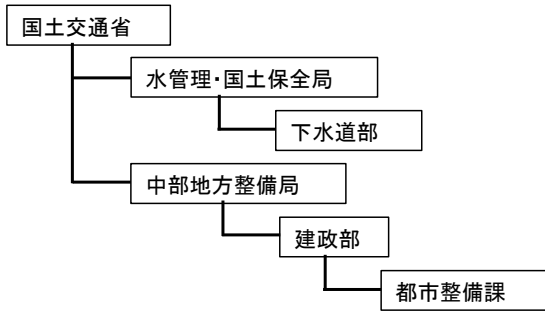 国土交通省
水管理・国土保全局
下水道部
中部地方整備局
建政部
都市整備課